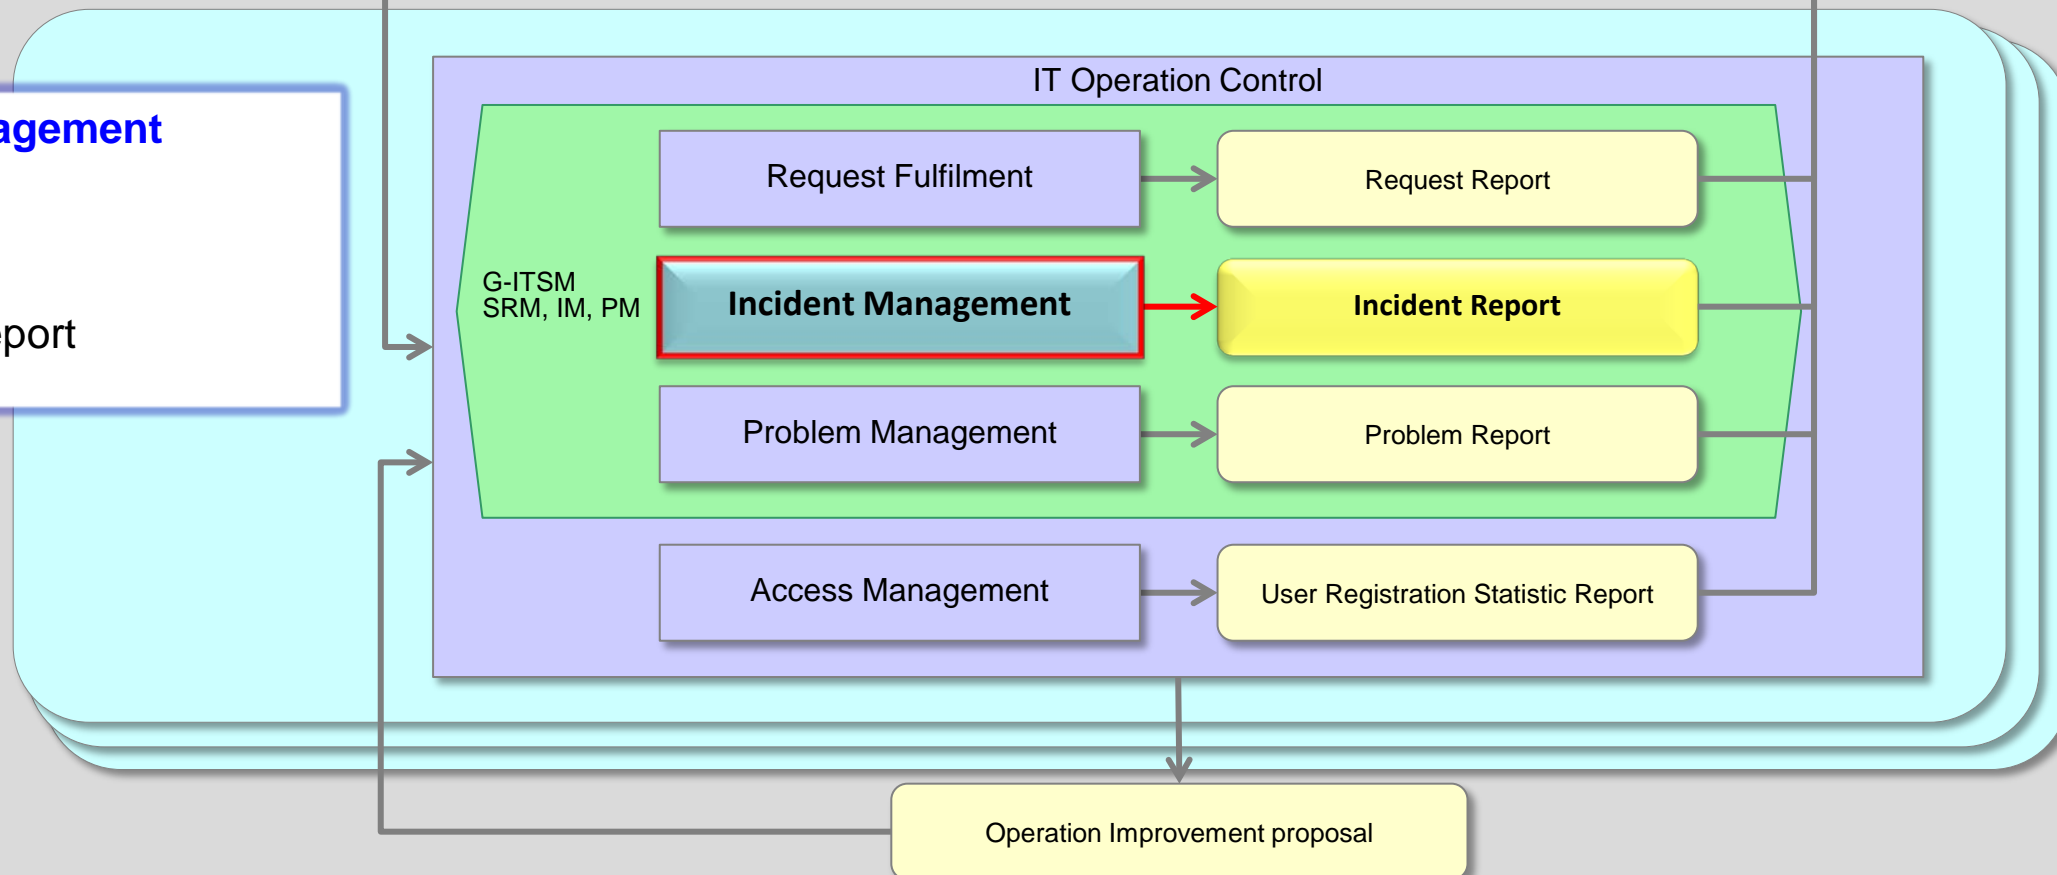 IT Operation Control
agement
eport
Request Fulfilment
Request Report
G-ITSM
SRM, IM, PM
Incident Management
Incident Report
Problem Management
Problem Report
Access Management
User Registration Statistic Report
Operation Improvement proposal